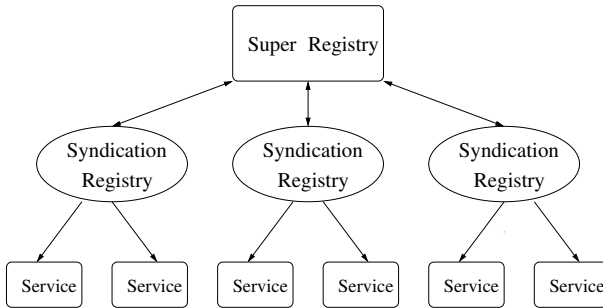 Super Registry
Syndication
Registry
Syndication
Registry
Syndication
Registry
Service
Service
Service
Service
Service
Service